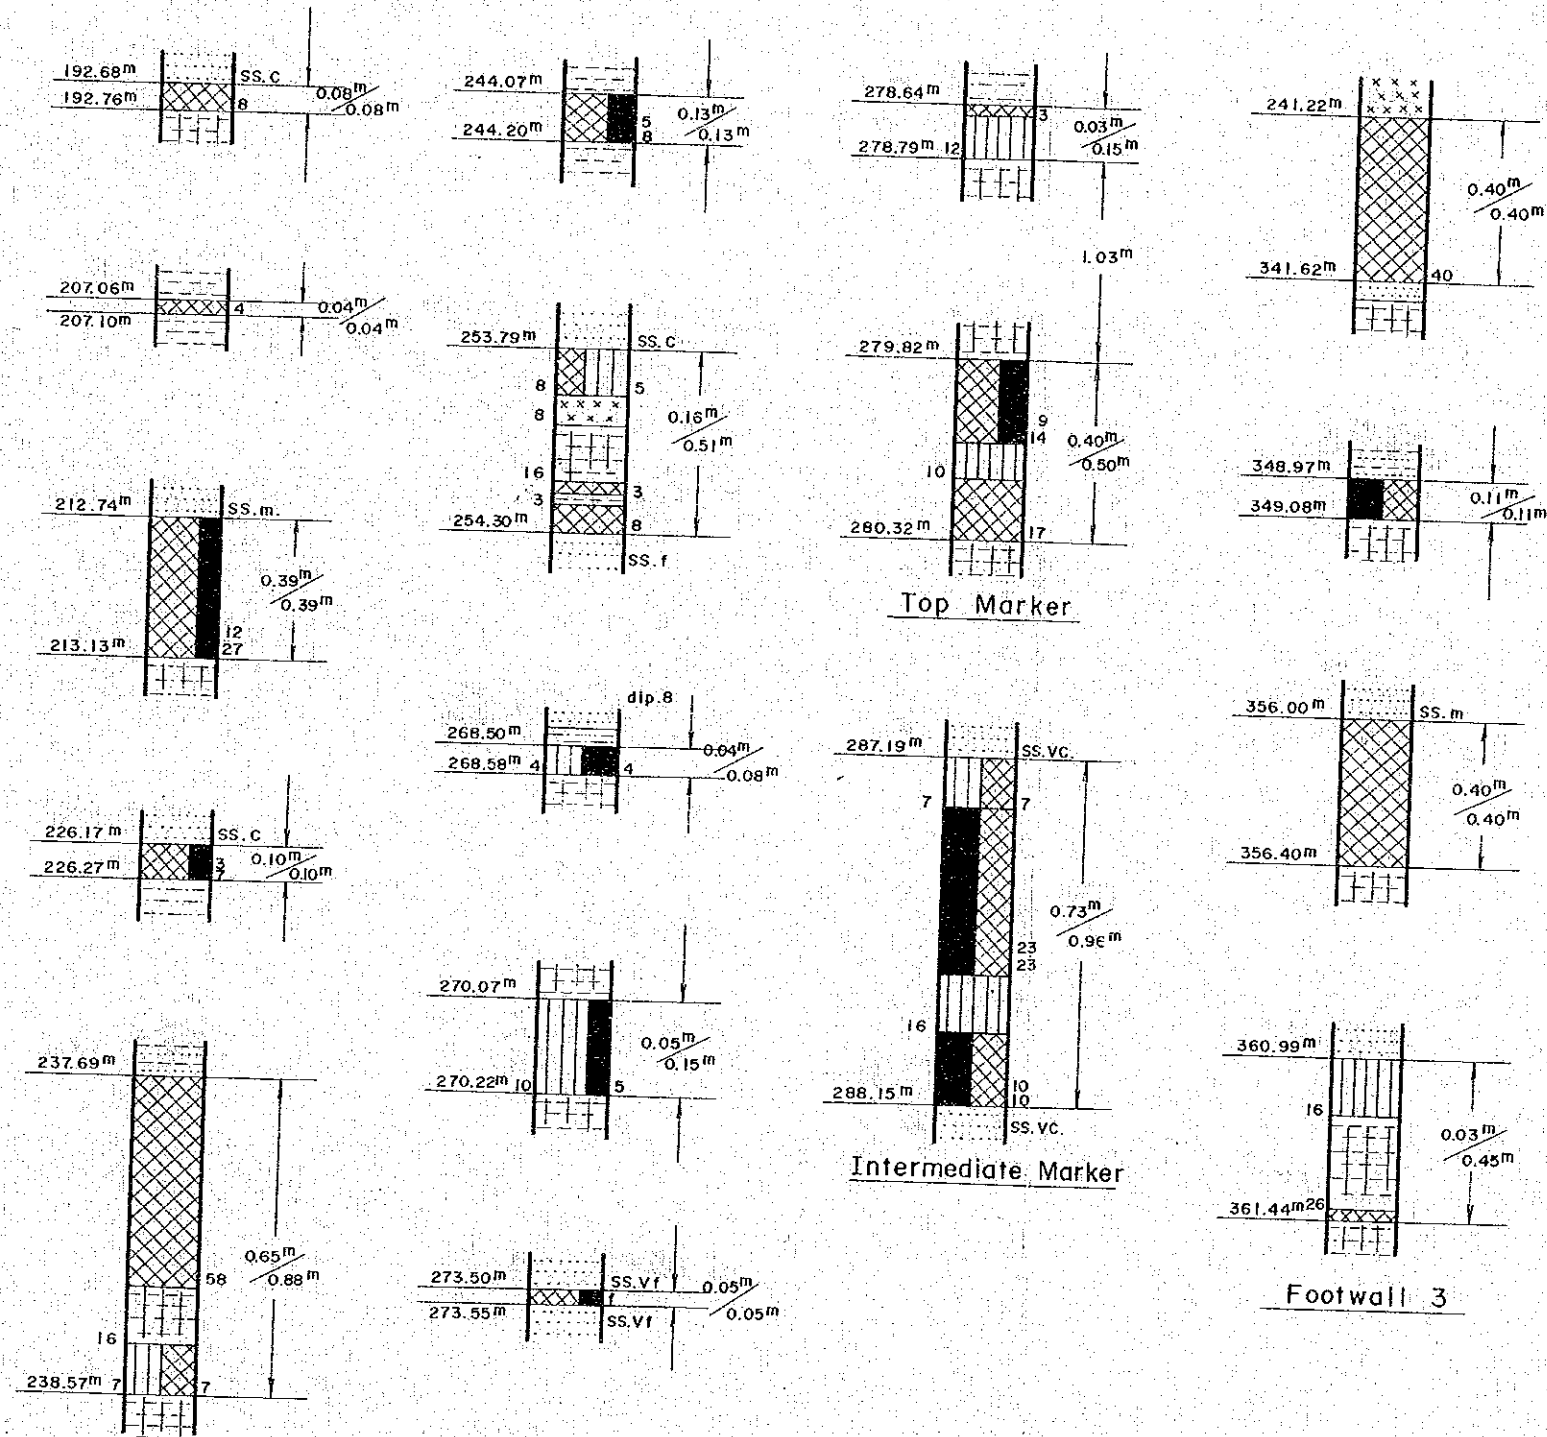 192.68m
SS.C
192.76m
8
0.08m/0.08m
207.06m
207.10m
4
0.04m/0.04m
212.74m
SS.m.
213.13m
12
27
0.39m/0.39m
226.17m
SS.C
226.27m
3
7
0.10m/0.10m
237.69m
58
16
238.57m
7
7
0.65m/0.88m
244.07m
244.20m
5
8
0.13m/0.13m
253.79m
SS.C
8
5
8
16
3
3
254.30m
8
SS.f
0.16m/0.51m
dip.8
268.50m
268.58m
4
4
0.04m/0.08m
270.07m
270.22m
10
5
0.05m/0.15m
273.50m
SS.Vf
273.55m
SS.Vf
0.05m/0.05m
278.64m
3
278.79m
12
0.03m/0.15m
1.03m
279.82m
9
14
10
280.32m
17
0.40m/0.50m
Top Marker
287.19m
SS.VC.
7
7
23
23
16
10
10
288.15m
SS.VC.
0.73m/0.96m
Intermediate Marker
241.22m
341.62m
40
0.40m/0.40m
348.97m
349.08m
0.11m/0.11m
356.00m
SS.m
356.40m
0.40m/0.40m
360.99m
16
361.44m
26
0.03m/0.45m
Footwall 3